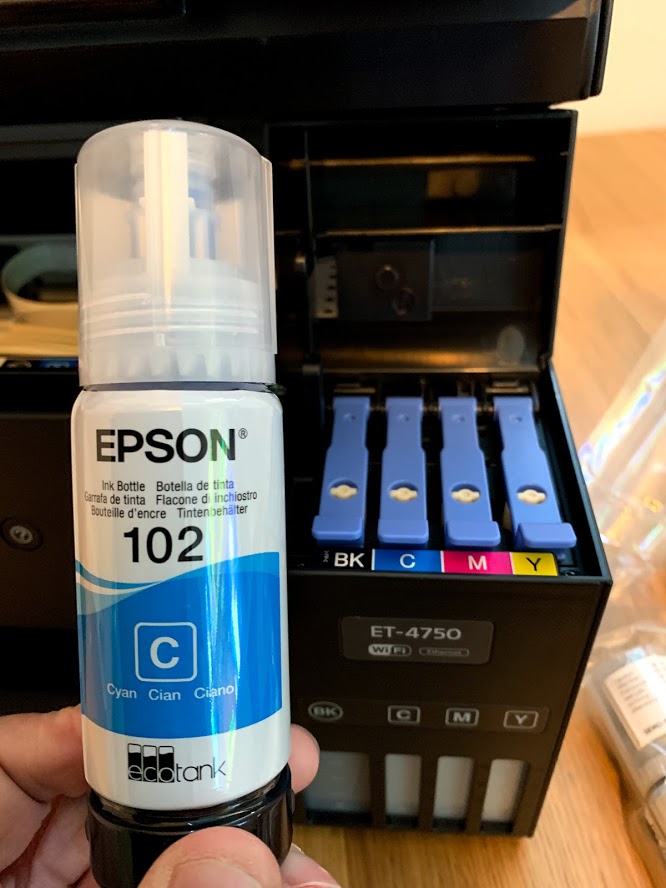 EPSON®
Ink Bottle Botella de tinta
Garrafa de tinta Flacone di inchiostro
Bouteille d'encre Tintenbehälter
102
C
Cyan Cian Ciano
ecotank
BK C M Y
ET-4750
WiFi Ethernet
BK C M Y